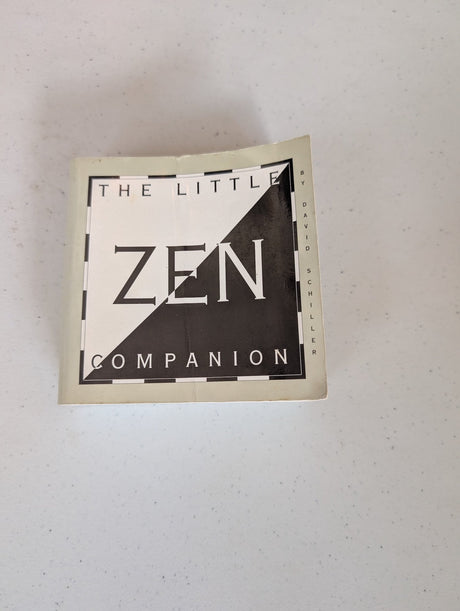 THE LITTLE
ZEN
COMPANION
BY DAVID SCHILLER